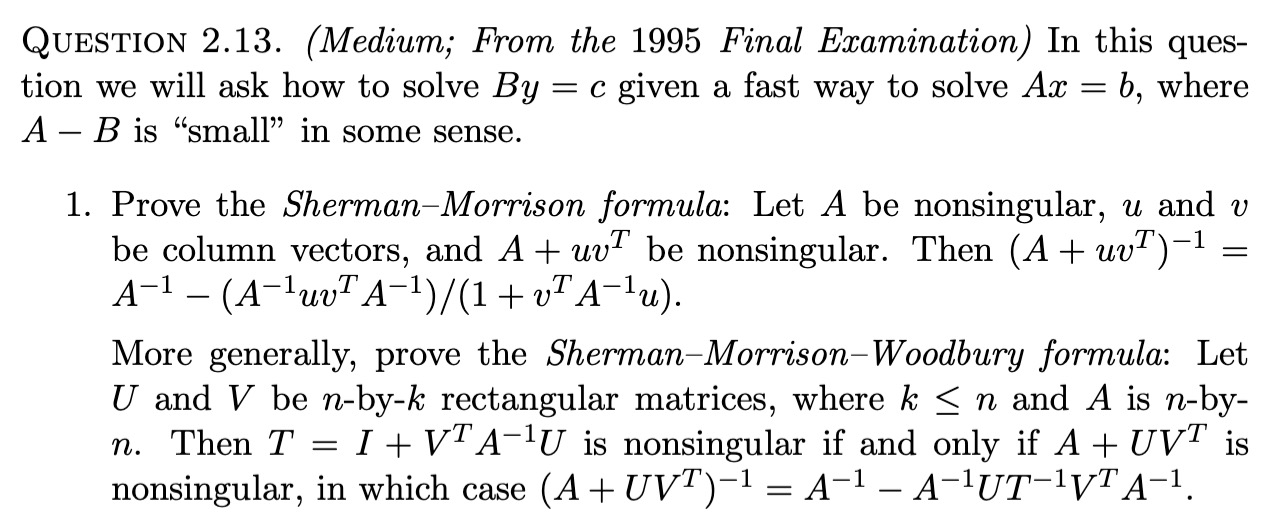 QUESTION 2.13. (Medium; From the 1995 Final Examination) In this ques-
tion we will ask how to solve By = c given a fast way to solve Ax = b, where
A − B is “small” in some sense.
1. Prove the Sherman–Morrison formula: Let A be nonsingular, u and v
be column vectors, and A + uv^T be nonsingular. Then (A + uv^T)^{−1} =
A^{−1} − (A^{−1}uv^T A^{−1})/(1 + v^T A^{−1}u).
More generally, prove the Sherman–Morrison–Woodbury formula: Let
U and V be n-by-k rectangular matrices, where k ≤ n and A is n-by-
n. Then T = I + V^T A^{−1}U is nonsingular if and only if A + UV^T is
nonsingular, in which case (A + UV^T)^{−1} = A^{−1} − A^{−1}UT^{−1}V^T A^{−1}.